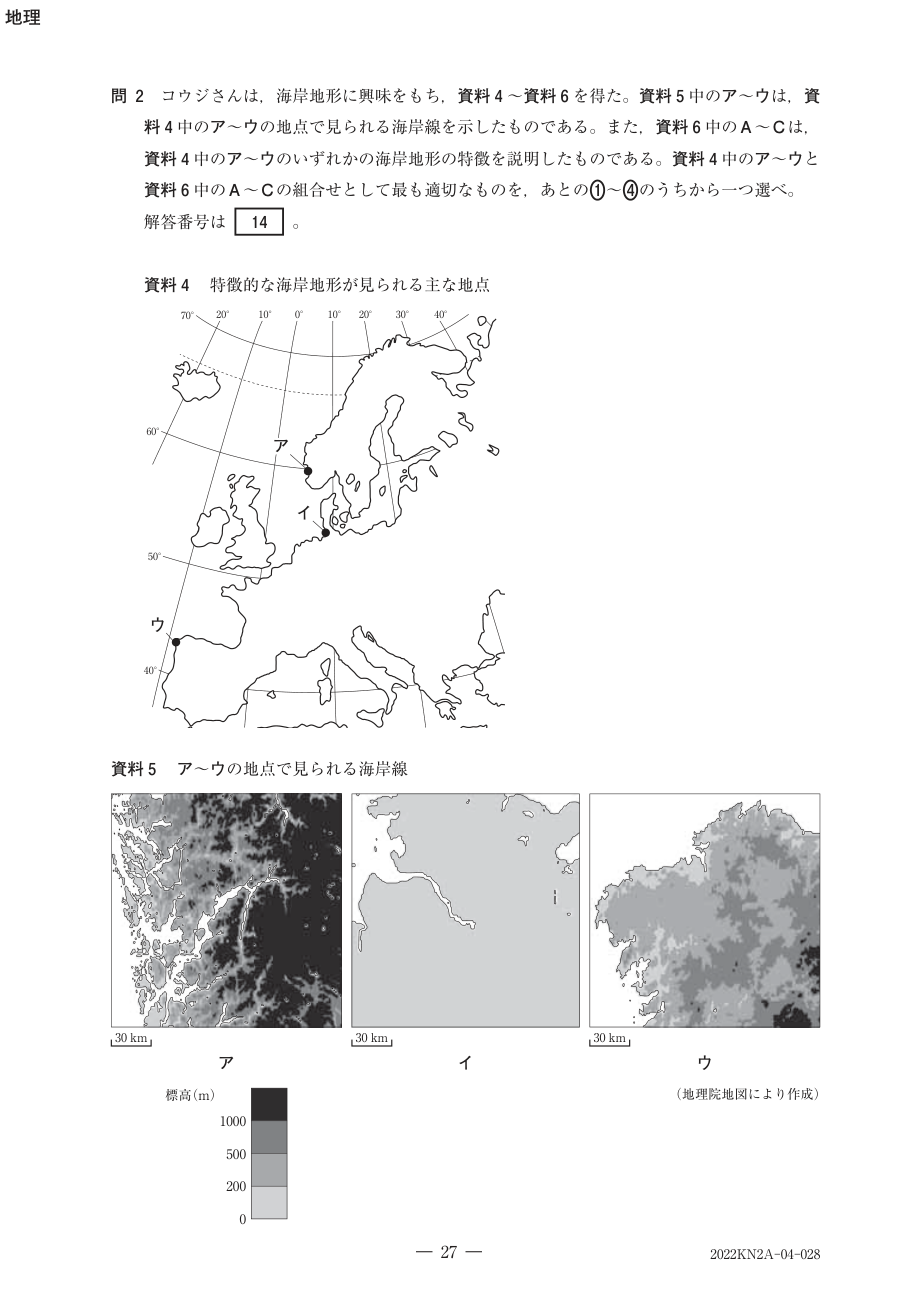 地理
問 2 コウジさんは，海岸地形に興味をもち，資料4～資料6を得た。資料5中のア～ウは，資
料4中のア～ウの地点で見られる海岸線を示したものである。また，資料6中のA～Cは，
資料4中のア～ウのいずれかの海岸地形の特徴を説明したものである。資料4中のア～ウと
資料6中のA～Cの組合せとして最も適切なものを，あとの①～④のうちから一つ選べ。
解答番号は 14 。
資料4 特徴的な海岸地形が見られる主な地点
70° 20° 10° 0° 10° 20° 30° 40°
60°
ア
イ
50°
ウ
40°
資料5 ア～ウの地点で見られる海岸線
30 km 30 km 30 km
ア イ ウ
標高(m) （地理院地図により作成）
1000
500
200
0
— 27 —
2022KN2A-04-028